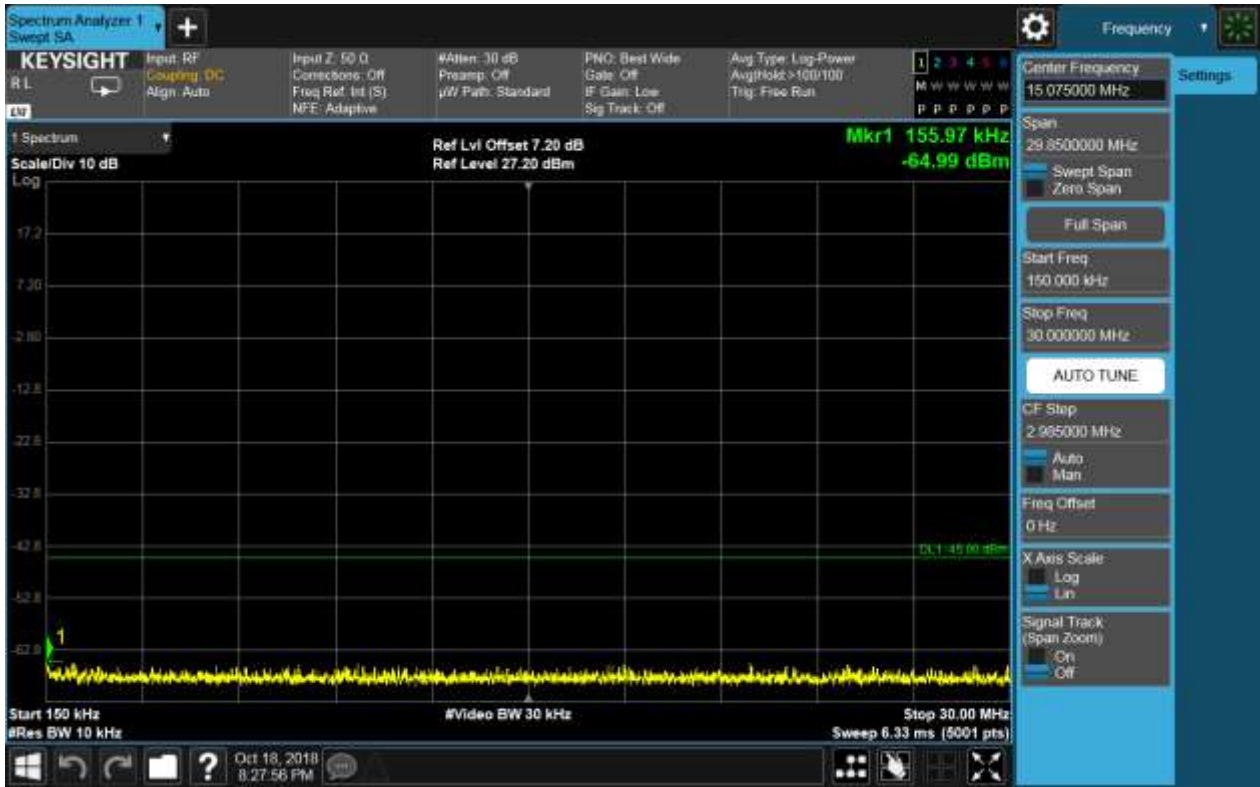 Spectrum Analyzer 1
Swept SA
+
Frequency
KEYSIGHT
R L
Input: RF
Coupling: DC
Align: Auto
Input Z: 50 Ω
Corrections: Off
Freq Ref: Int (S)
NFE: Adaptive
#Atten: 30 dB
Preamp: Off
µW Path: Standard
PNO: Best Wide
Gate: Off
IF Gain: Low
Sig Track: Off
Avg Type: Log-Power
Avg|Hold:>100/100
Trig: Free Run
1 2 3 4 5 6
M W W W W W
P P P P P P
1 Spectrum
Scale/Div 10 dB
Log
Ref Lvl Offset 7.20 dB
Ref Level 27.20 dBm
Mkr1 155.97 kHz
-64.99 dBm
17.2
7.20
-2.80
-12.8
-22.8
-32.8
-42.8
DL1 -45.00 dBm
-52.8
-62.8
1
Start 150 kHz
#Res BW 10 kHz
#Video BW 30 kHz
Stop 30.00 MHz
Sweep 6.33 ms (5001 pts)
Center Frequency
15.075000 MHz
Settings
Span
29.8500000 MHz
Swept Span
Zero Span
Full Span
Start Freq
150.000 kHz
Stop Freq
30.000000 MHz
AUTO TUNE
CF Step
2.985000 MHz
Auto
Man
Freq Offset
0 Hz
X Axis Scale
Log
Lin
Signal Track
(Span Zoom)
On
Off
?
Oct 18, 2018
8:27:56 PM